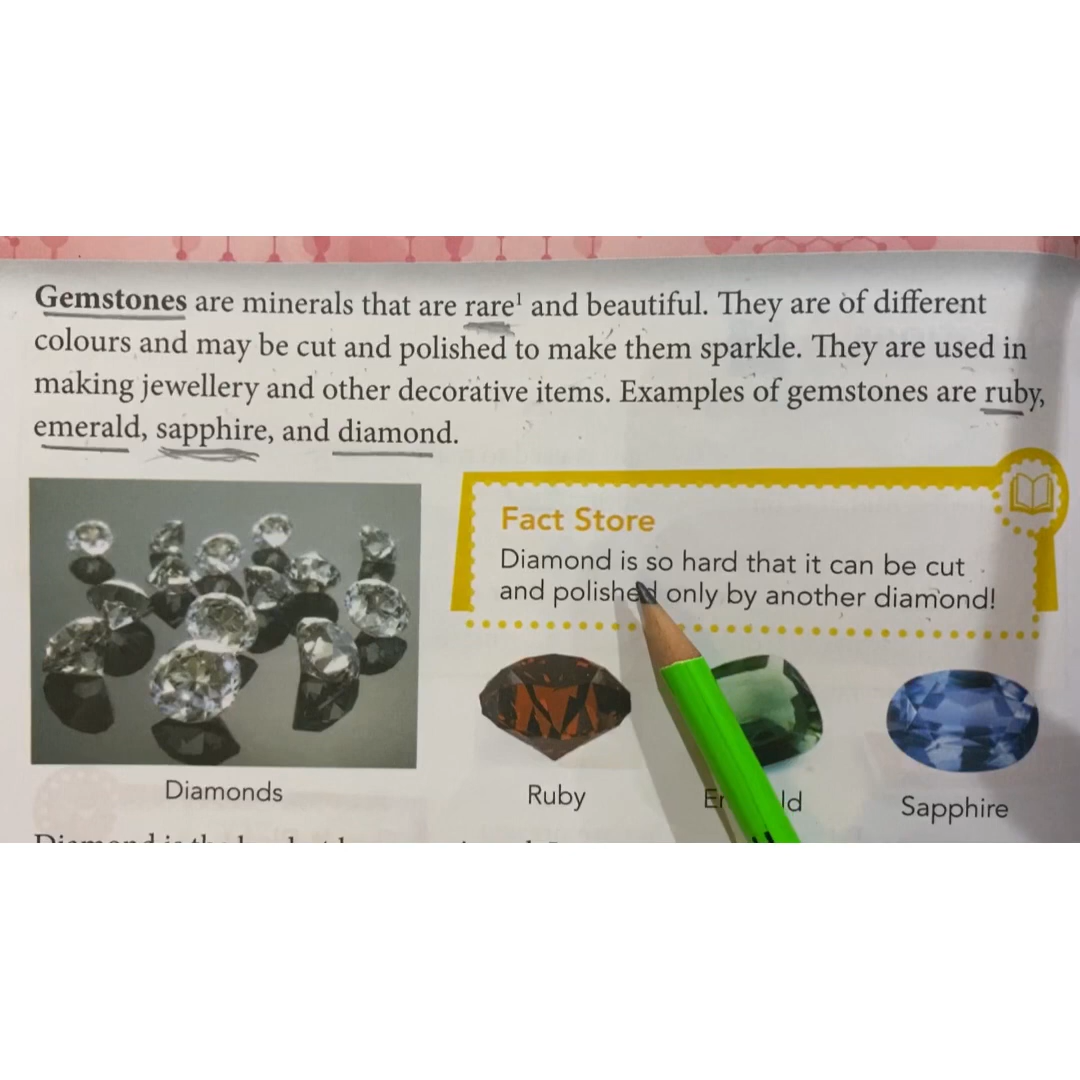 Gemstones are minerals that are rare¹ and beautiful. They are of different
colours and may be cut and polished to make them sparkle. They are used in
making jewellery and other decorative items. Examples of gemstones are ruby,
emerald, sapphire, and diamond.
Fact Store
Diamond is so hard that it can be cut
and polished only by another diamond!
Diamonds
Ruby
Sapphire
Diamond is the